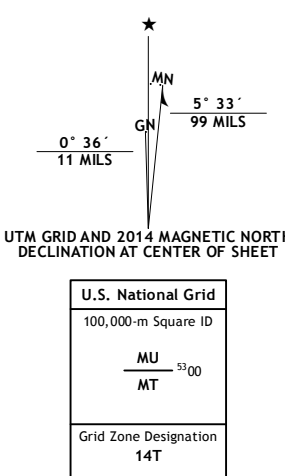 MN
GN
5° 33´
99 MILS
0° 36´
11 MILS
UTM GRID AND 2014 MAGNETIC NORTH
DECLINATION AT CENTER OF SHEET
U.S. National Grid
100,000-m Square ID
MU
5300
MT
Grid Zone Designation
14T